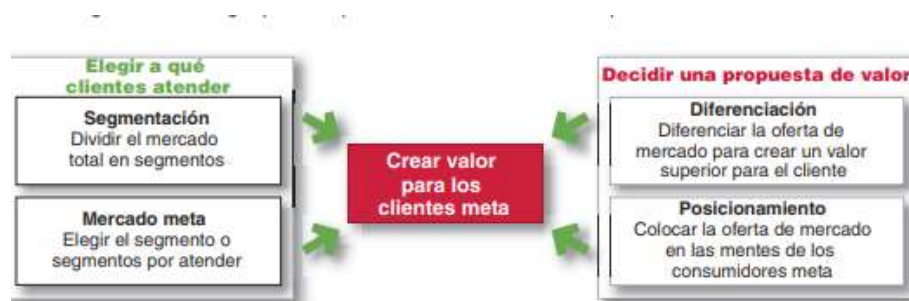 Elegir a qué
clientes atender
Segmentación
Dividir el mercado
total en segmentos
Mercado meta
Elegir el segmento o
segmentos por atender
Crear valor
para los
clientes meta
Decidir una propuesta de valor
Diferenciación
Diferenciar la oferta de
mercado para crear un valor
superior para el cliente
Posicionamiento
Colocar la oferta de mercado
en las mentes de los
consumidores meta